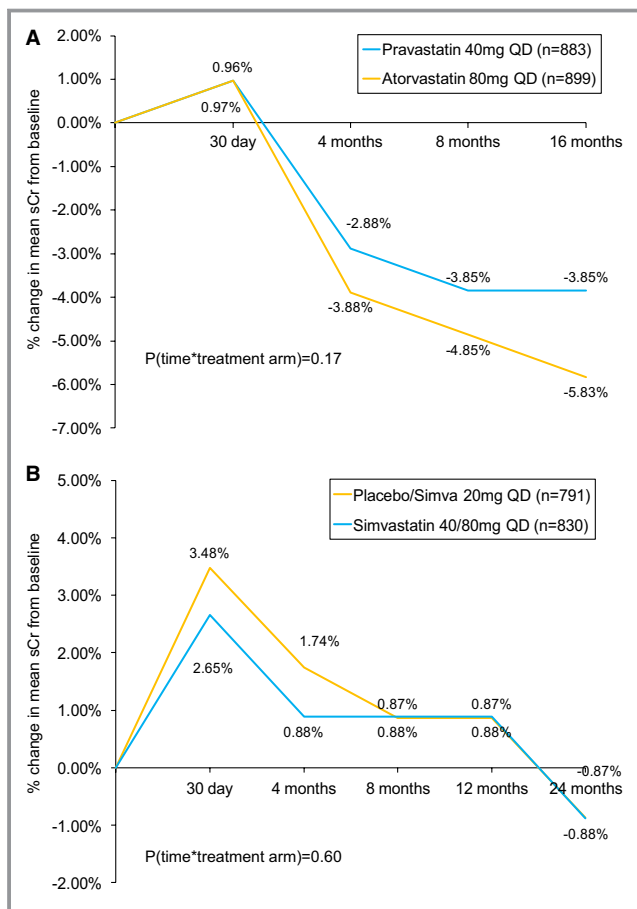 A
2.00%
Pravastatin 40mg QD (n=883)
Atorvastatin 80mg QD (n=899)
1.00%
0.96%
0.97%
0.00%
30 day
4 months
8 months
16 months
-1.00%
-2.00%
-3.00%
-4.00%
-5.00%
-6.00%
-7.00%
% change in mean sCr from baseline
-2.88%
-3.85%
-3.85%
-3.88%
-4.85%
-5.83%
P(time*treatment arm)=0.17
B
5.00%
Placebo/Simva 20mg QD (n=791)
Simvastatin 40/80mg QD (n=830)
4.00%
3.00%
2.00%
1.00%
0.00%
-1.00%
-2.00%
% change in mean sCr from baseline
3.48%
2.65%
1.74%
0.88%
0.87%
0.88%
0.87%
0.88%
-0.87%
-0.88%
30 day
4 months
8 months
12 months
24 months
P(time*treatment arm)=0.60